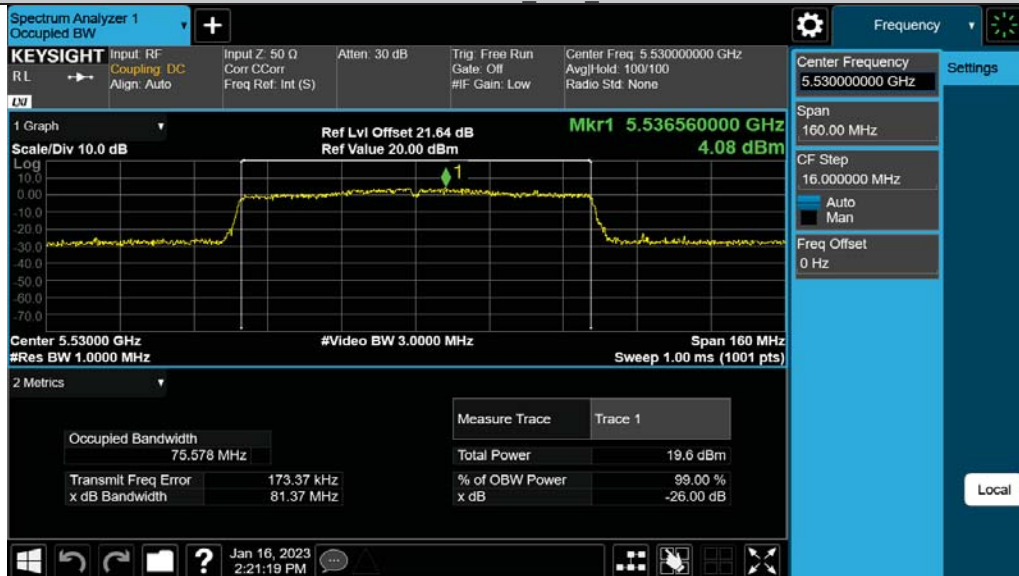 Spectrum Analyzer 1
Occupied BW
Frequency
KEYSIGHT
Input: RF
Coupling: DC
Align: Auto
RL
LXI
Input Z: 50 Ω
Corr CCorr
Freq Ref: Int (S)
Atten: 30 dB
Trig: Free Run
Gate: Off
#IF Gain: Low
Center Freq: 5.530000000 GHz
Avg|Hold: 100/100
Radio Std: None
Center Frequency
5.530000000 GHz
Settings
Span
160.00 MHz
CF Step
16.000000 MHz
Auto
Man
Freq Offset
0 Hz
Local
1 Graph
Scale/Div 10.0 dB
Ref Lvl Offset 21.64 dB
Ref Value 20.00 dBm
Mkr1 5.536560000 GHz
4.08 dBm
Log
10.0
0.00
-10.0
-20.0
-30.0
-40.0
-50.0
-60.0
-70.0
1
Center 5.53000 GHz
#Video BW 3.0000 MHz
Span 160 MHz
#Res BW 1.0000 MHz
Sweep 1.00 ms (1001 pts)
2 Metrics
Measure Trace
Trace 1
Occupied Bandwidth
75.578 MHz
Total Power
19.6 dBm
Transmit Freq Error
173.37 kHz
% of OBW Power
99.00 %
x dB Bandwidth
81.37 MHz
x dB
-26.00 dB
?
Jan 16, 2023
2:21:19 PM